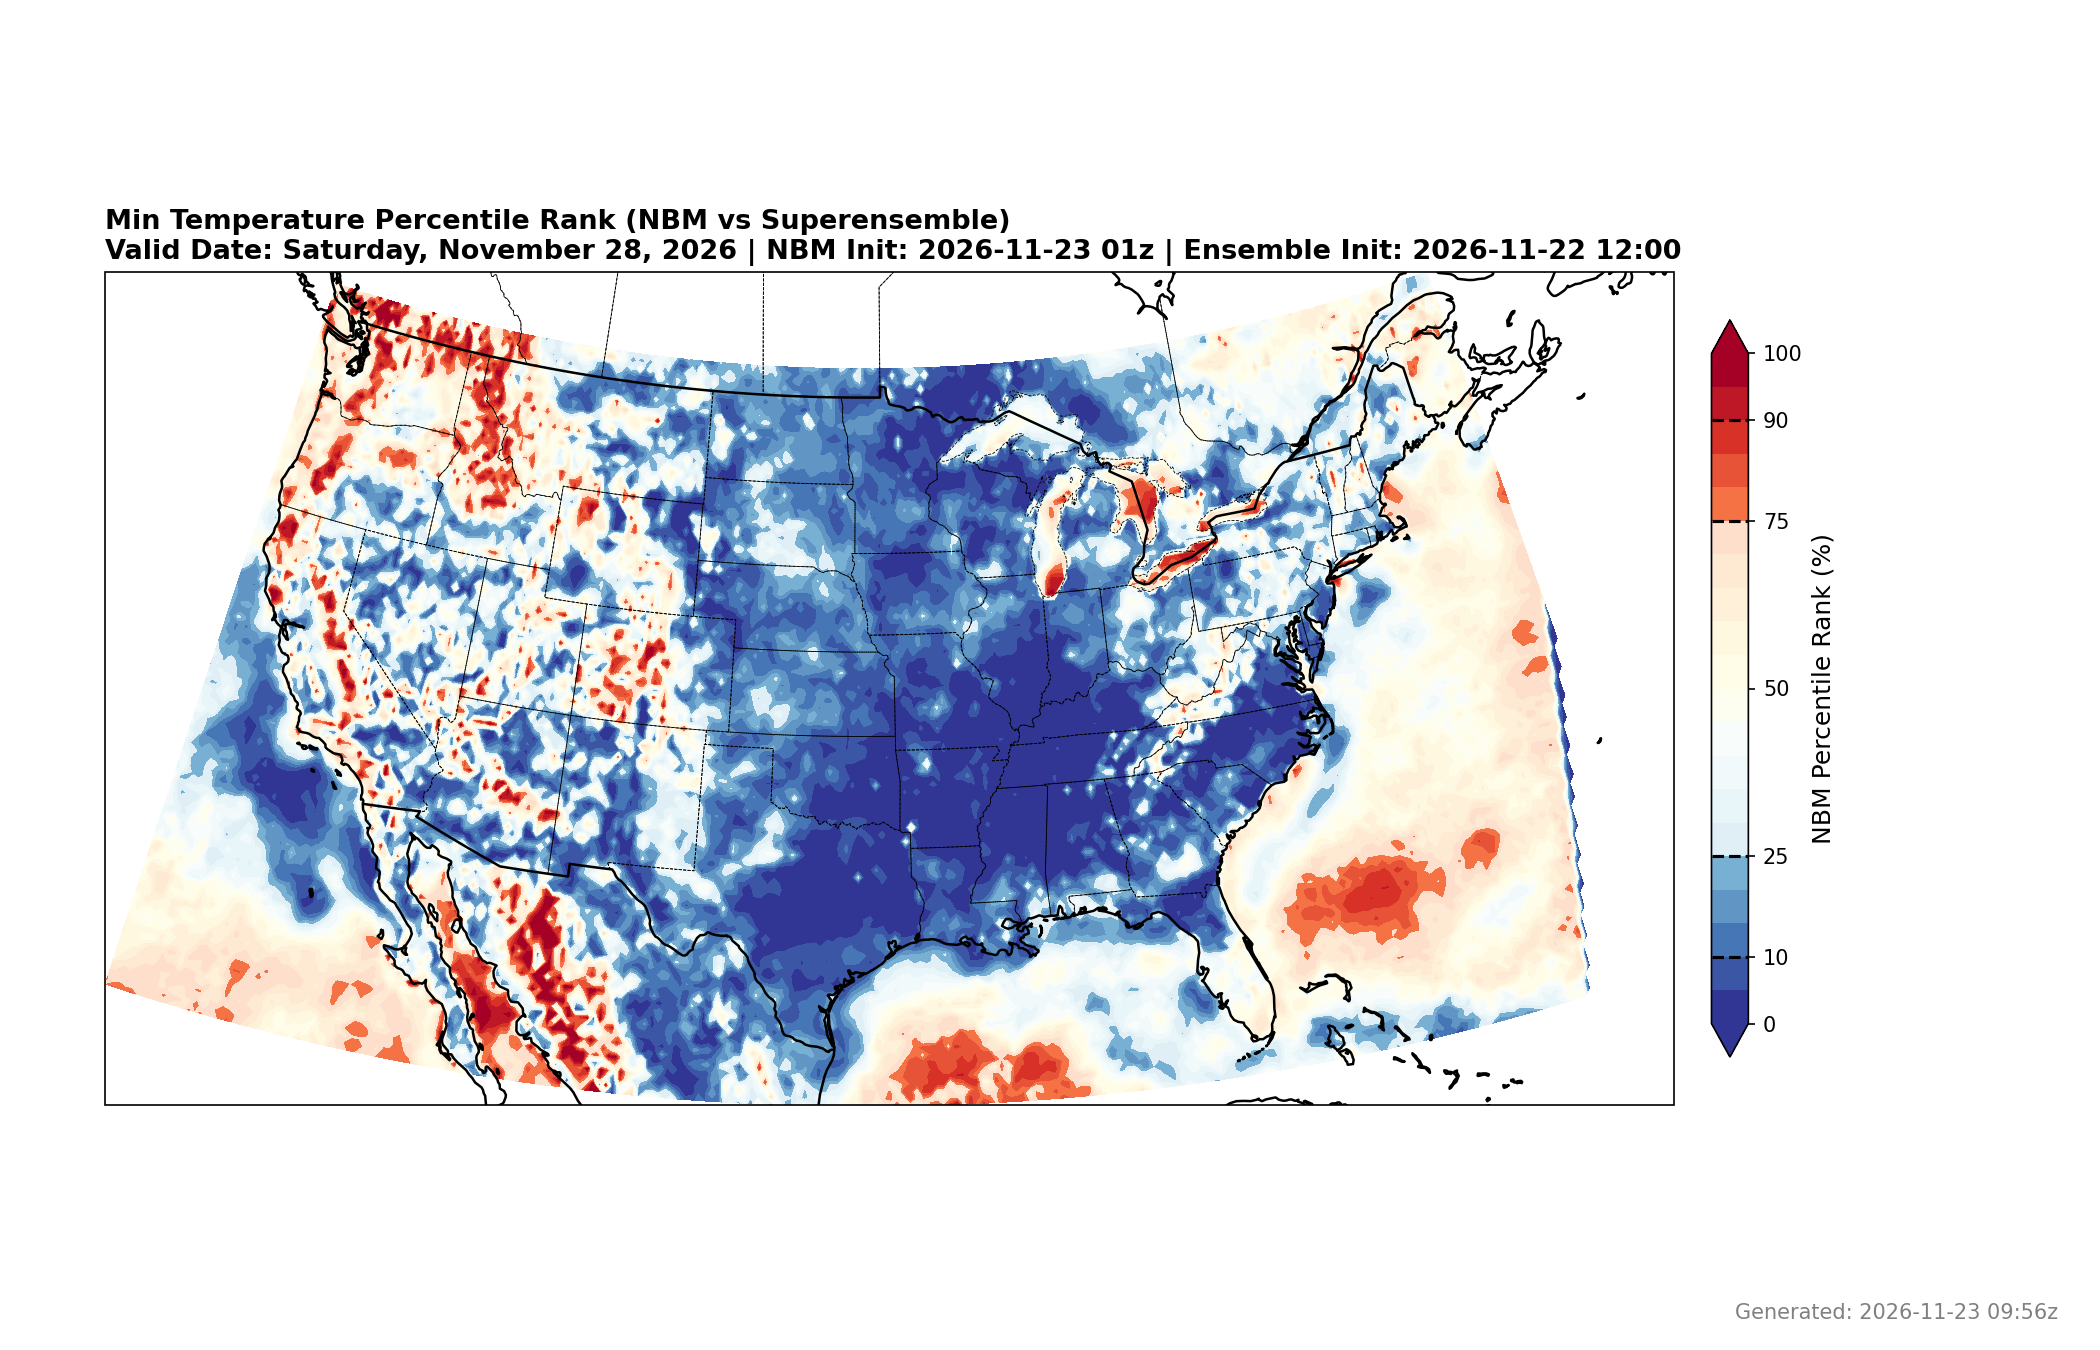 Min Temperature Percentile Rank (NBM vs Superensemble)
Valid Date: Saturday, November 28, 2026 | NBM Init: 2026-11-23 01z | Ensemble Init: 2026-11-22 12:00
100
90
75
50
25
10
0
NBM Percentile Rank (%)
Generated: 2026-11-23 09:56z